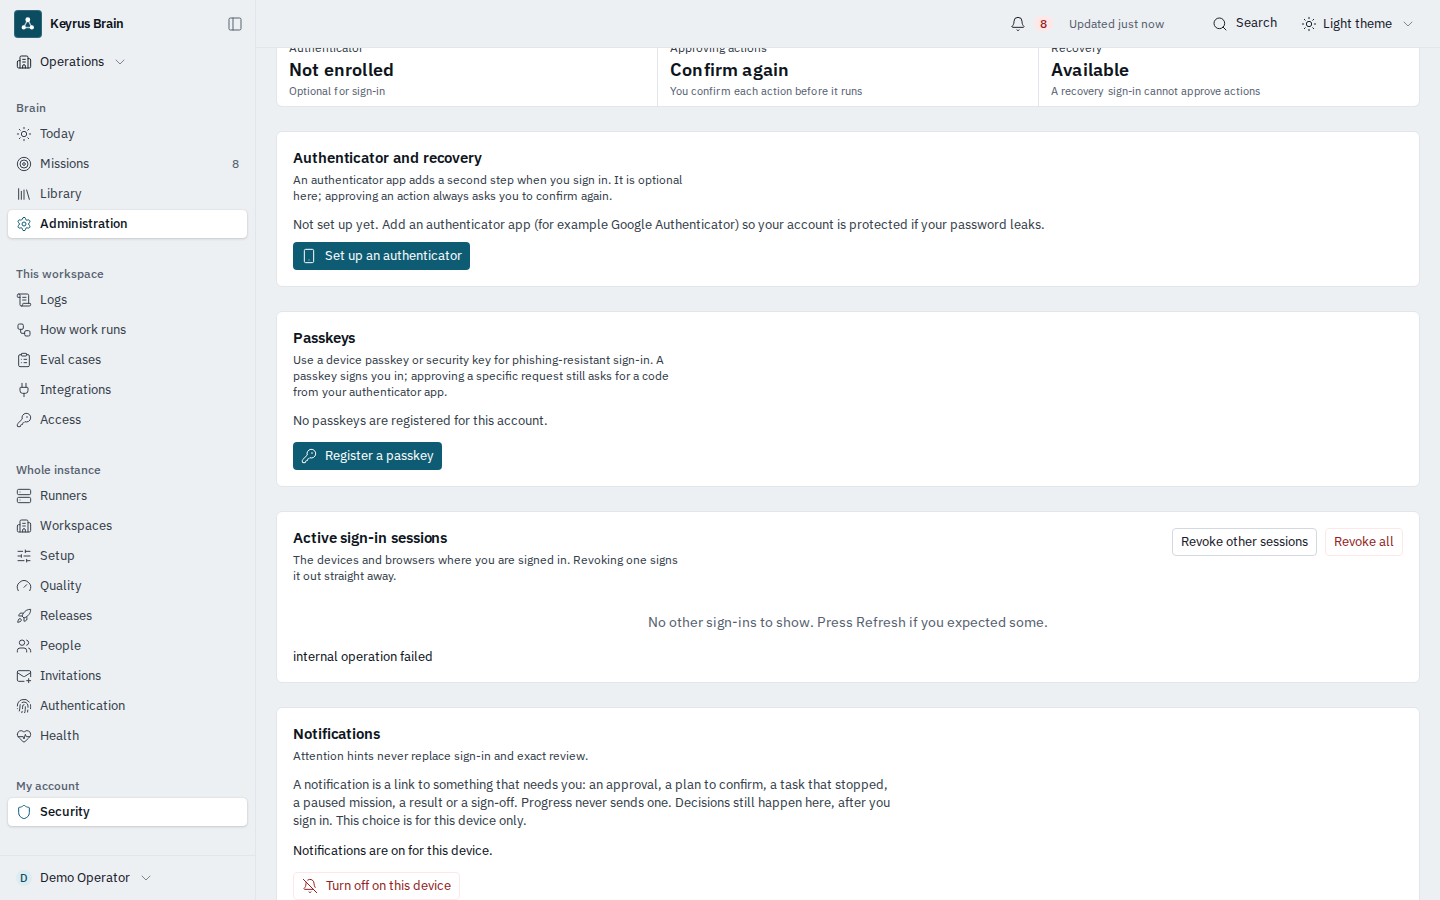 Keyrus Brain
8
Updated just now
Search
Light theme
Operations
Brain
Today
Missions
8
Library
Administration
This workspace
Logs
How work runs
Eval cases
Integrations
Access
Whole instance
Runners
Workspaces
Setup
Quality
Releases
People
Invitations
Authentication
Health
My account
Security
D
Demo Operator
Authenticator
Not enrolled
Optional for sign-in
Approving actions
Confirm again
You confirm each action before it runs
Recovery
Available
A recovery sign-in cannot approve actions
Authenticator and recovery
An authenticator app adds a second step when you sign in. It is optional
here; approving an action always asks you to confirm again.
Not set up yet. Add an authenticator app (for example Google Authenticator) so your account is protected if your password leaks.
Set up an authenticator
Passkeys
Use a device passkey or security key for phishing-resistant sign-in. A
passkey signs you in; approving a specific request still asks for a code
from your authenticator app.
No passkeys are registered for this account.
Register a passkey
Active sign-in sessions
The devices and browsers where you are signed in. Revoking one signs
it out straight away.
Revoke other sessions
Revoke all
No other sign-ins to show. Press Refresh if you expected some.
internal operation failed
Notifications
Attention hints never replace sign-in and exact review.
A notification is a link to something that needs you: an approval, a plan to confirm, a task that stopped,
a paused mission, a result or a sign-off. Progress never sends one. Decisions still happen here, after you
sign in. This choice is for this device only.
Notifications are on for this device.
Turn off on this device